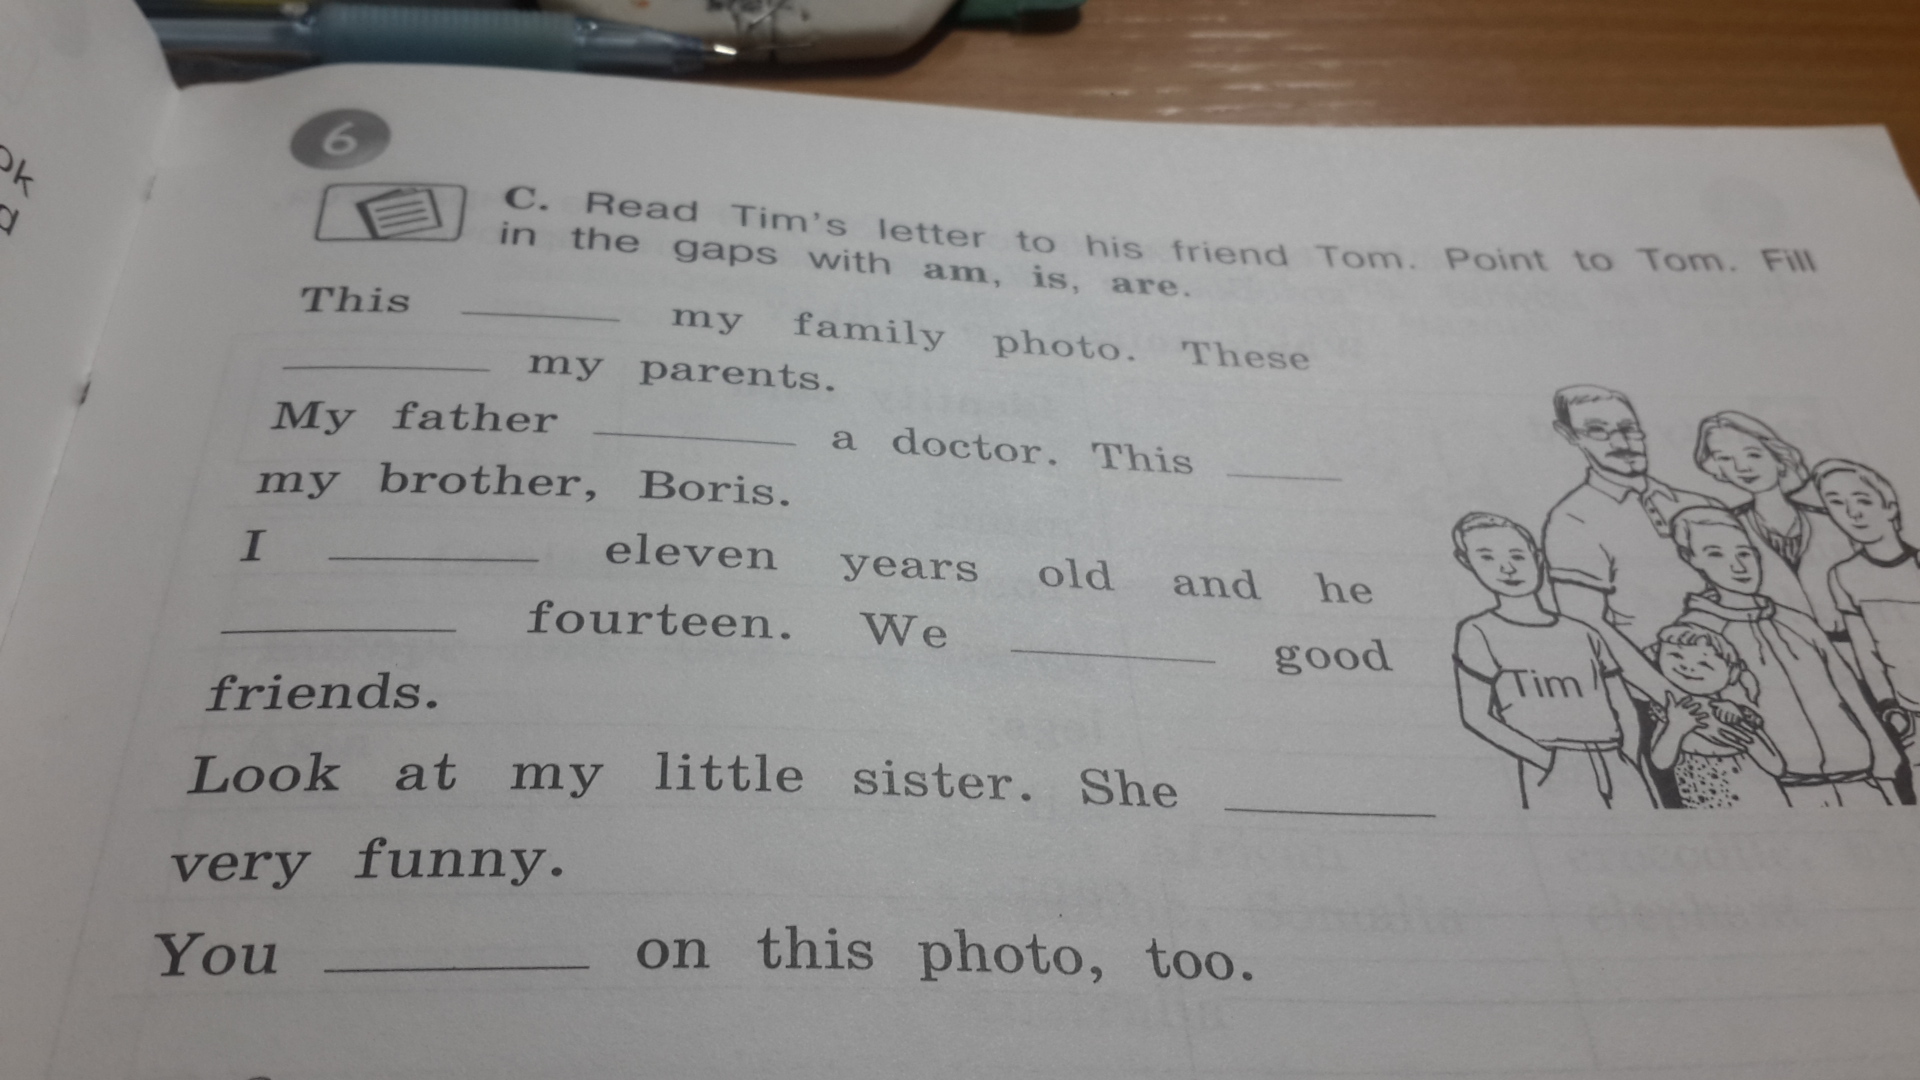 ok
d
6
C. Read Tim's letter to his friend Tom. Point to Tom. Fill
in the gaps with am, is, are.
This ______ my family photo. These
______ my parents.
My father ______ a doctor. This ______
my brother, Boris.
I ______ eleven years old and he
______ fourteen. We ______ good
friends.
Look at my little sister. She ______
very funny.
You ______ on this photo, too.
Tim